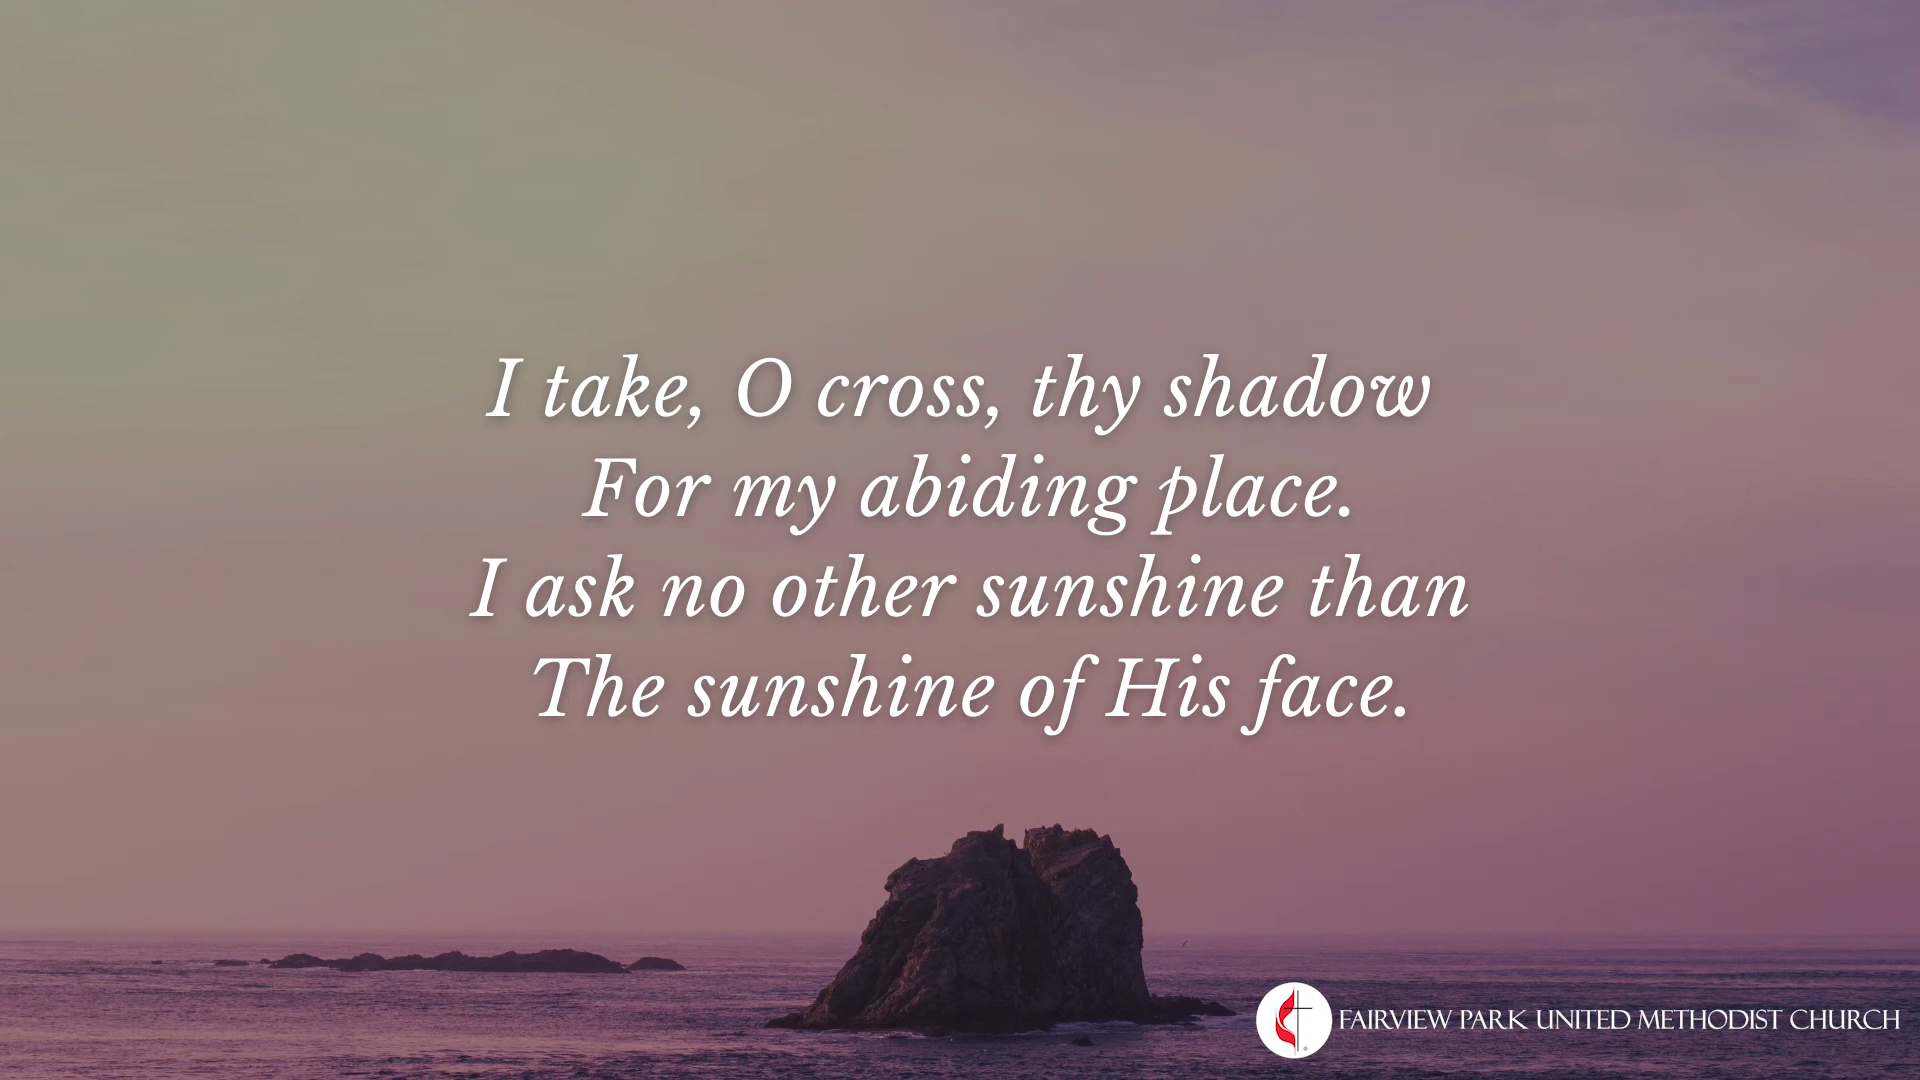 I take, O cross, thy shadow
For my abiding place.
I ask no other sunshine than
The sunshine of His face.
FAIRVIEW PARK UNITED METHODIST CHURCH
®